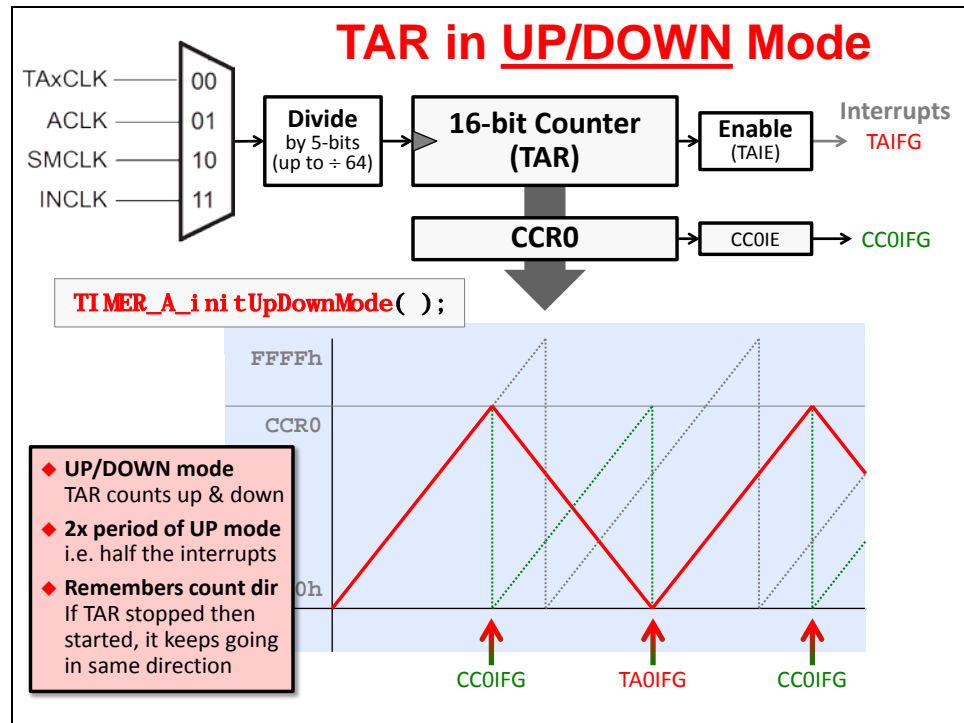 TAR in UP/DOWN Mode
TAxCLK
00
ACLK
01
SMCLK
10
INCLK
11
Divide
by 5-bits
(up to ÷ 64)
16-bit Counter
(TAR)
Enable
(TAIE)
Interrupts
TAIFG
CCR0
CC0IE
CC0IFG
TIMER_A_initUpDownMode( );
FFFFh
CCR0
0h
◆ UP/DOWN mode
TAR counts up & down
◆ 2x period of UP mode
i.e. half the interrupts
◆ Remembers count dir
If TAR stopped then
started, it keeps going
in same direction
CC0IFG
TA0IFG
CC0IFG